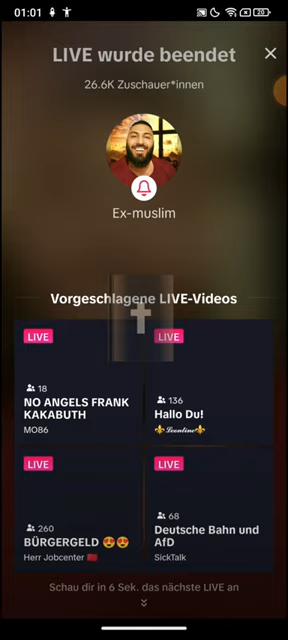 01:01
20
LIVE wurde beendet
26.6K Zuschauer*innen
Ex-muslim
Vorgeschlagene LIVE-Videos
LIVE
18
NO ANGELS FRANK
KAKABUTH
MO86
LIVE
136
Hallo Du!
⚜️𝓛𝓮𝓸𝓷𝓽𝓲𝓷𝓮⚜️
LIVE
260
BÜRGERGELD 😍😍
Herr Jobcenter 🇨🇳
LIVE
68
Deutsche Bahn und
AfD
SickTalk
Schau dir in 6 Sek. das nächste LIVE an